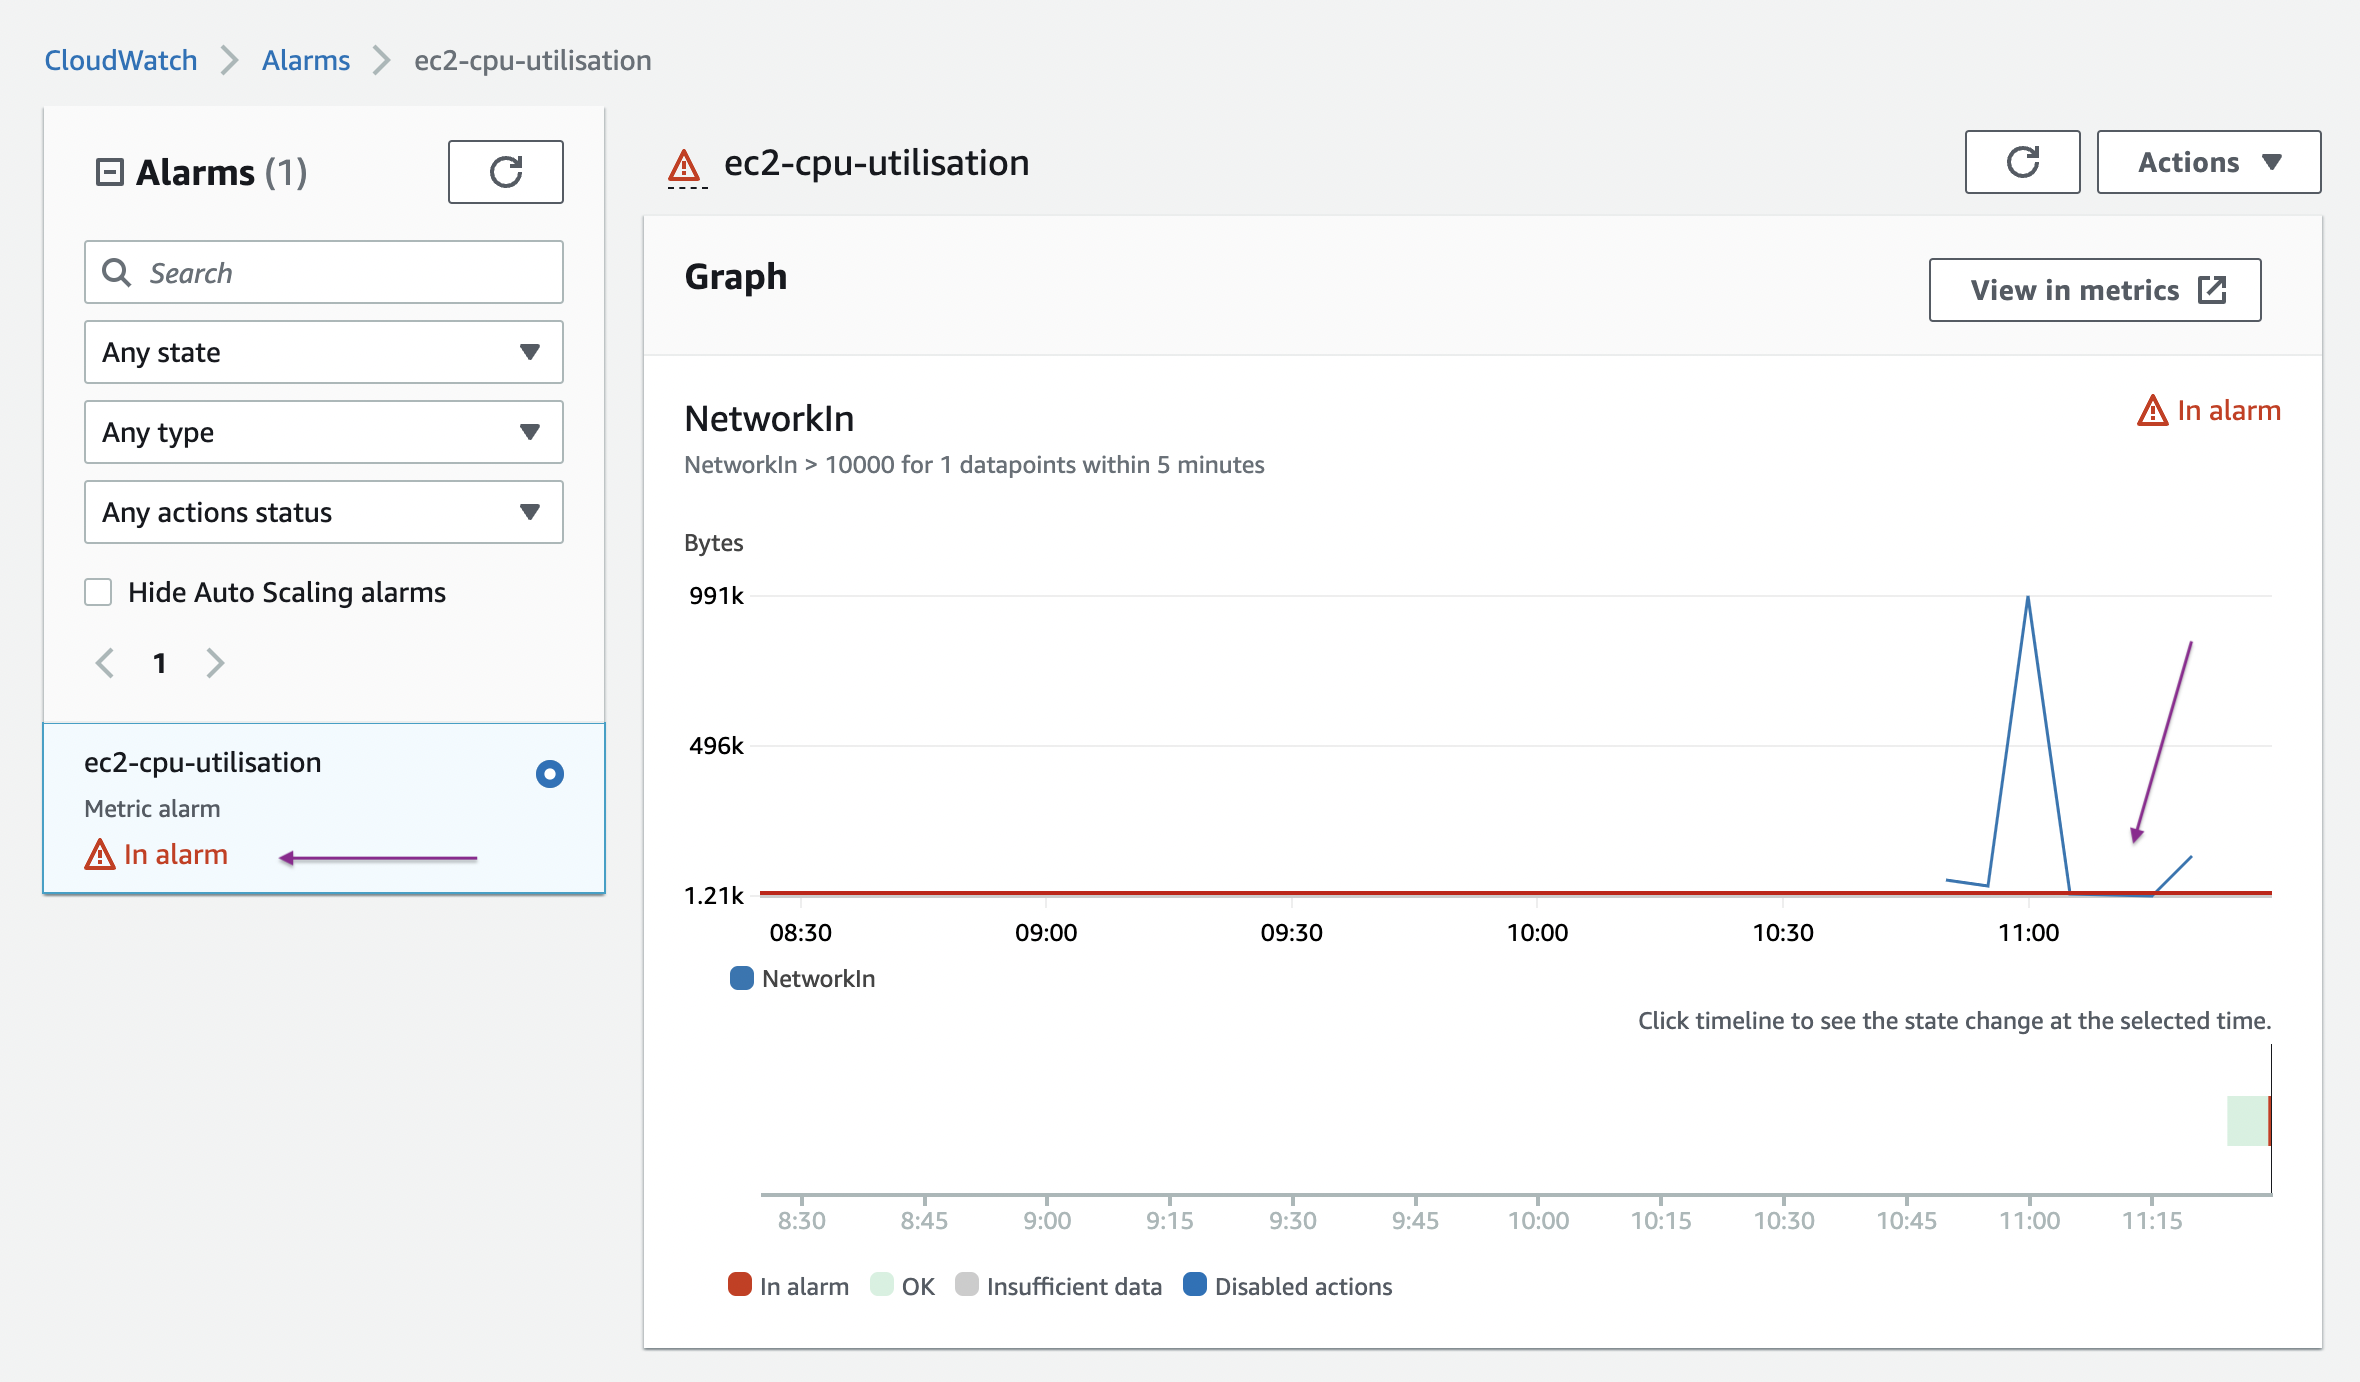 CloudWatch > Alarms > ec2-cpu-utilisation
Alarms (1)
Search
Any state
Any type
Any actions status
Hide Auto Scaling alarms
1
ec2-cpu-utilisation
Metric alarm
In alarm
ec2-cpu-utilisation
Actions
Graph
View in metrics
NetworkIn
In alarm
NetworkIn > 10000 for 1 datapoints within 5 minutes
Bytes
991k
496k
1.21k
08:30 09:00 09:30 10:00 10:30 11:00
NetworkIn
Click timeline to see the state change at the selected time.
8:30 8:45 9:00 9:15 9:30 9:45 10:00 10:15 10:30 10:45 11:00 11:15
In alarm OK Insufficient data Disabled actions